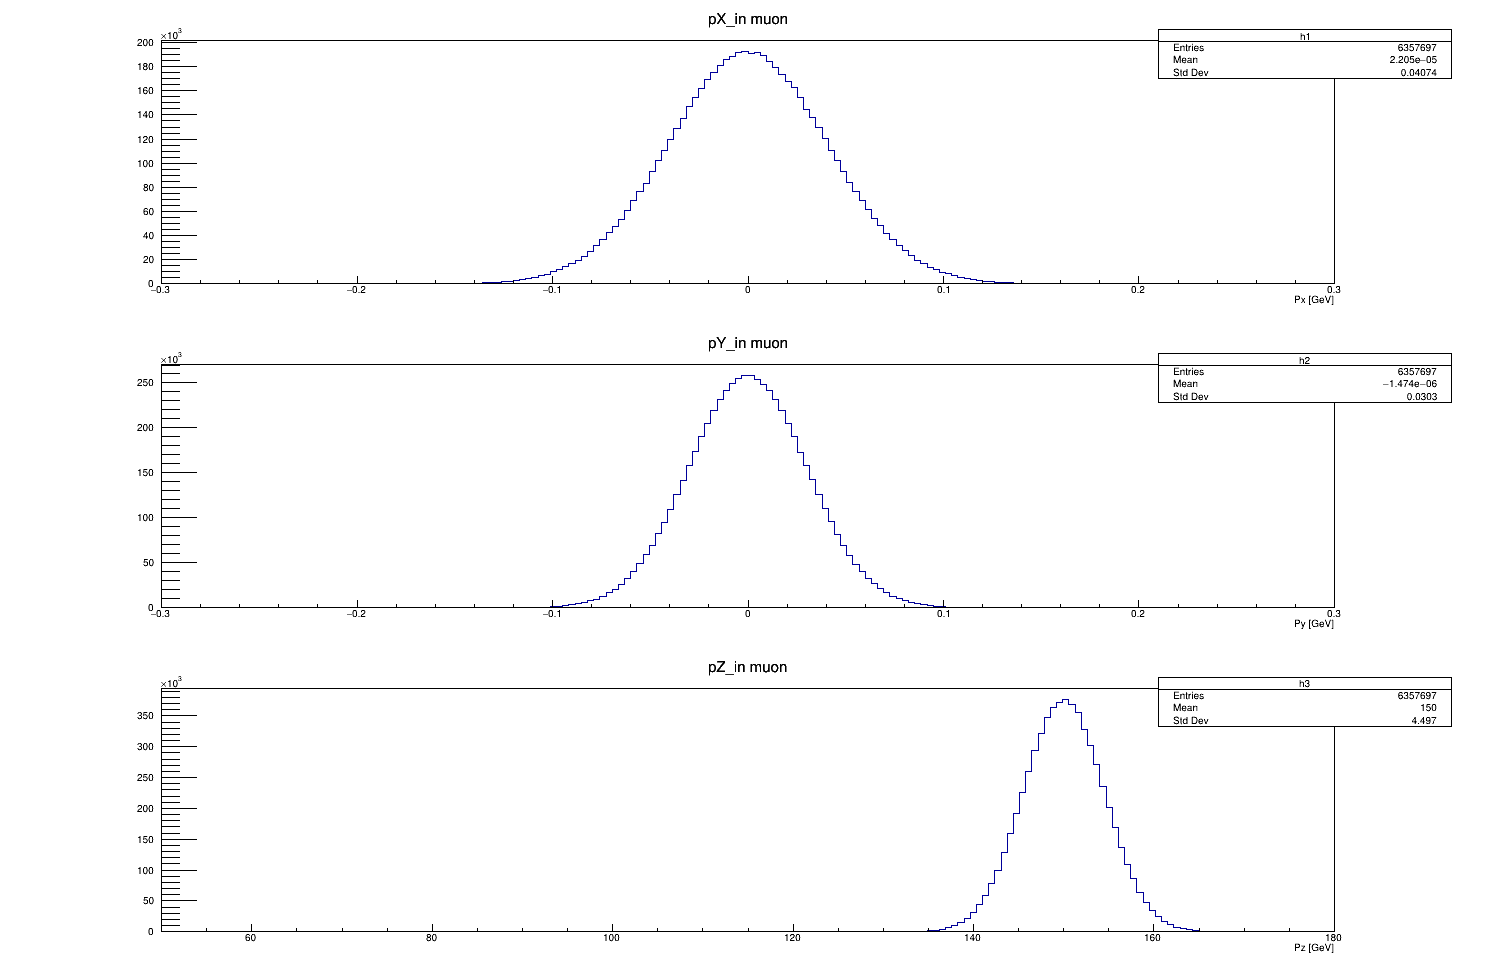 pX_in muon
×10³
h1
Entries 6357697
Mean 2.205e−05
Std Dev 0.04074
200
180
160
140
120
100
80
60
40
20
0
−0.3 −0.2 −0.1 0 0.1 0.2 0.3
Px [GeV]
pY_in muon
×10³
h2
Entries 6357697
Mean −1.474e−06
Std Dev 0.0303
250
200
150
100
50
0
−0.3 −0.2 −0.1 0 0.1 0.2 0.3
Py [GeV]
pZ_in muon
×10³
h3
Entries 6357697
Mean 150
Std Dev 4.497
350
300
250
200
150
100
50
0
60 80 100 120 140 160 180
Pz [GeV]